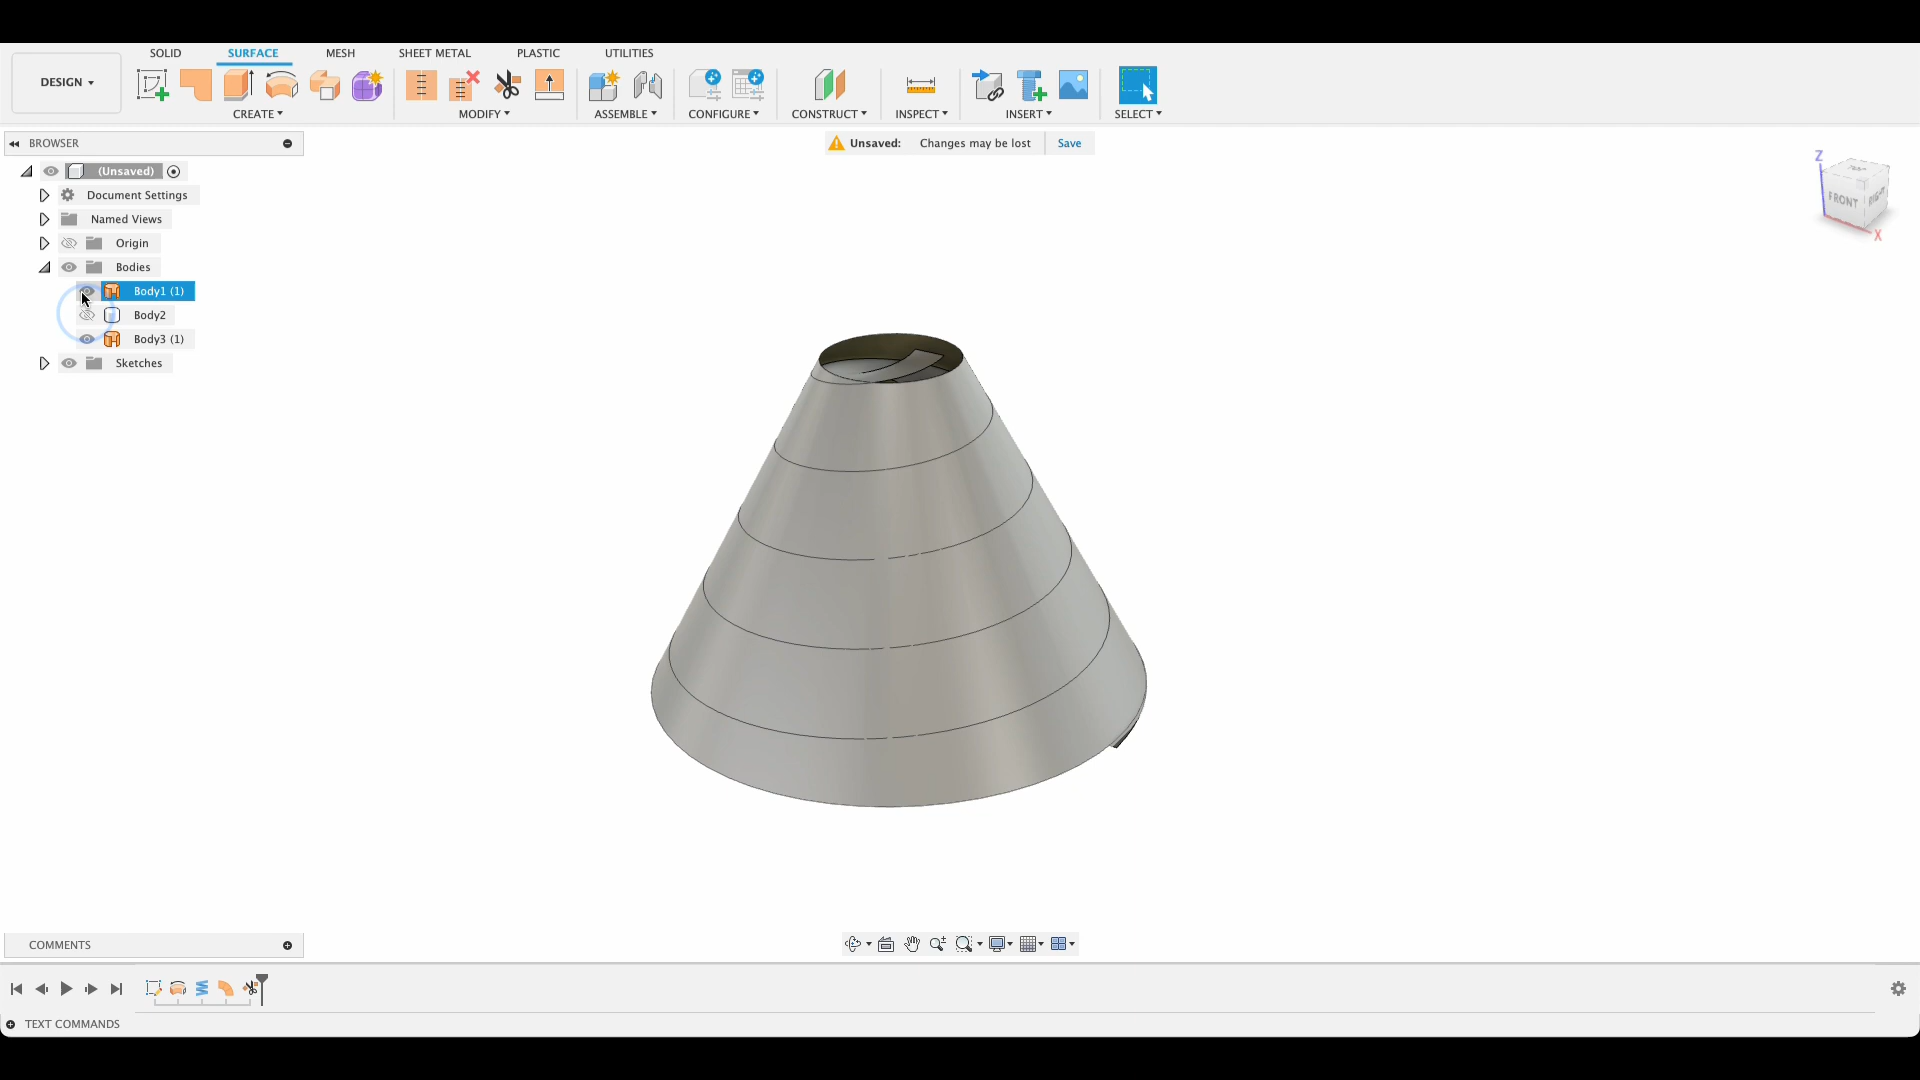 SOLID SURFACE MESH SHEET METAL PLASTIC UTILITIES
DESIGN
CREATE MODIFY ASSEMBLE CONFIGURE CONSTRUCT INSPECT INSERT SELECT
BROWSER
Unsaved: Changes may be lost Save
(Unsaved)
Document Settings
Named Views
Origin
Bodies
Body1 (1)
Body2
Body3 (1)
Sketches
Z
TOP
FRONT
RIGHT
X
COMMENTS
TEXT COMMANDS